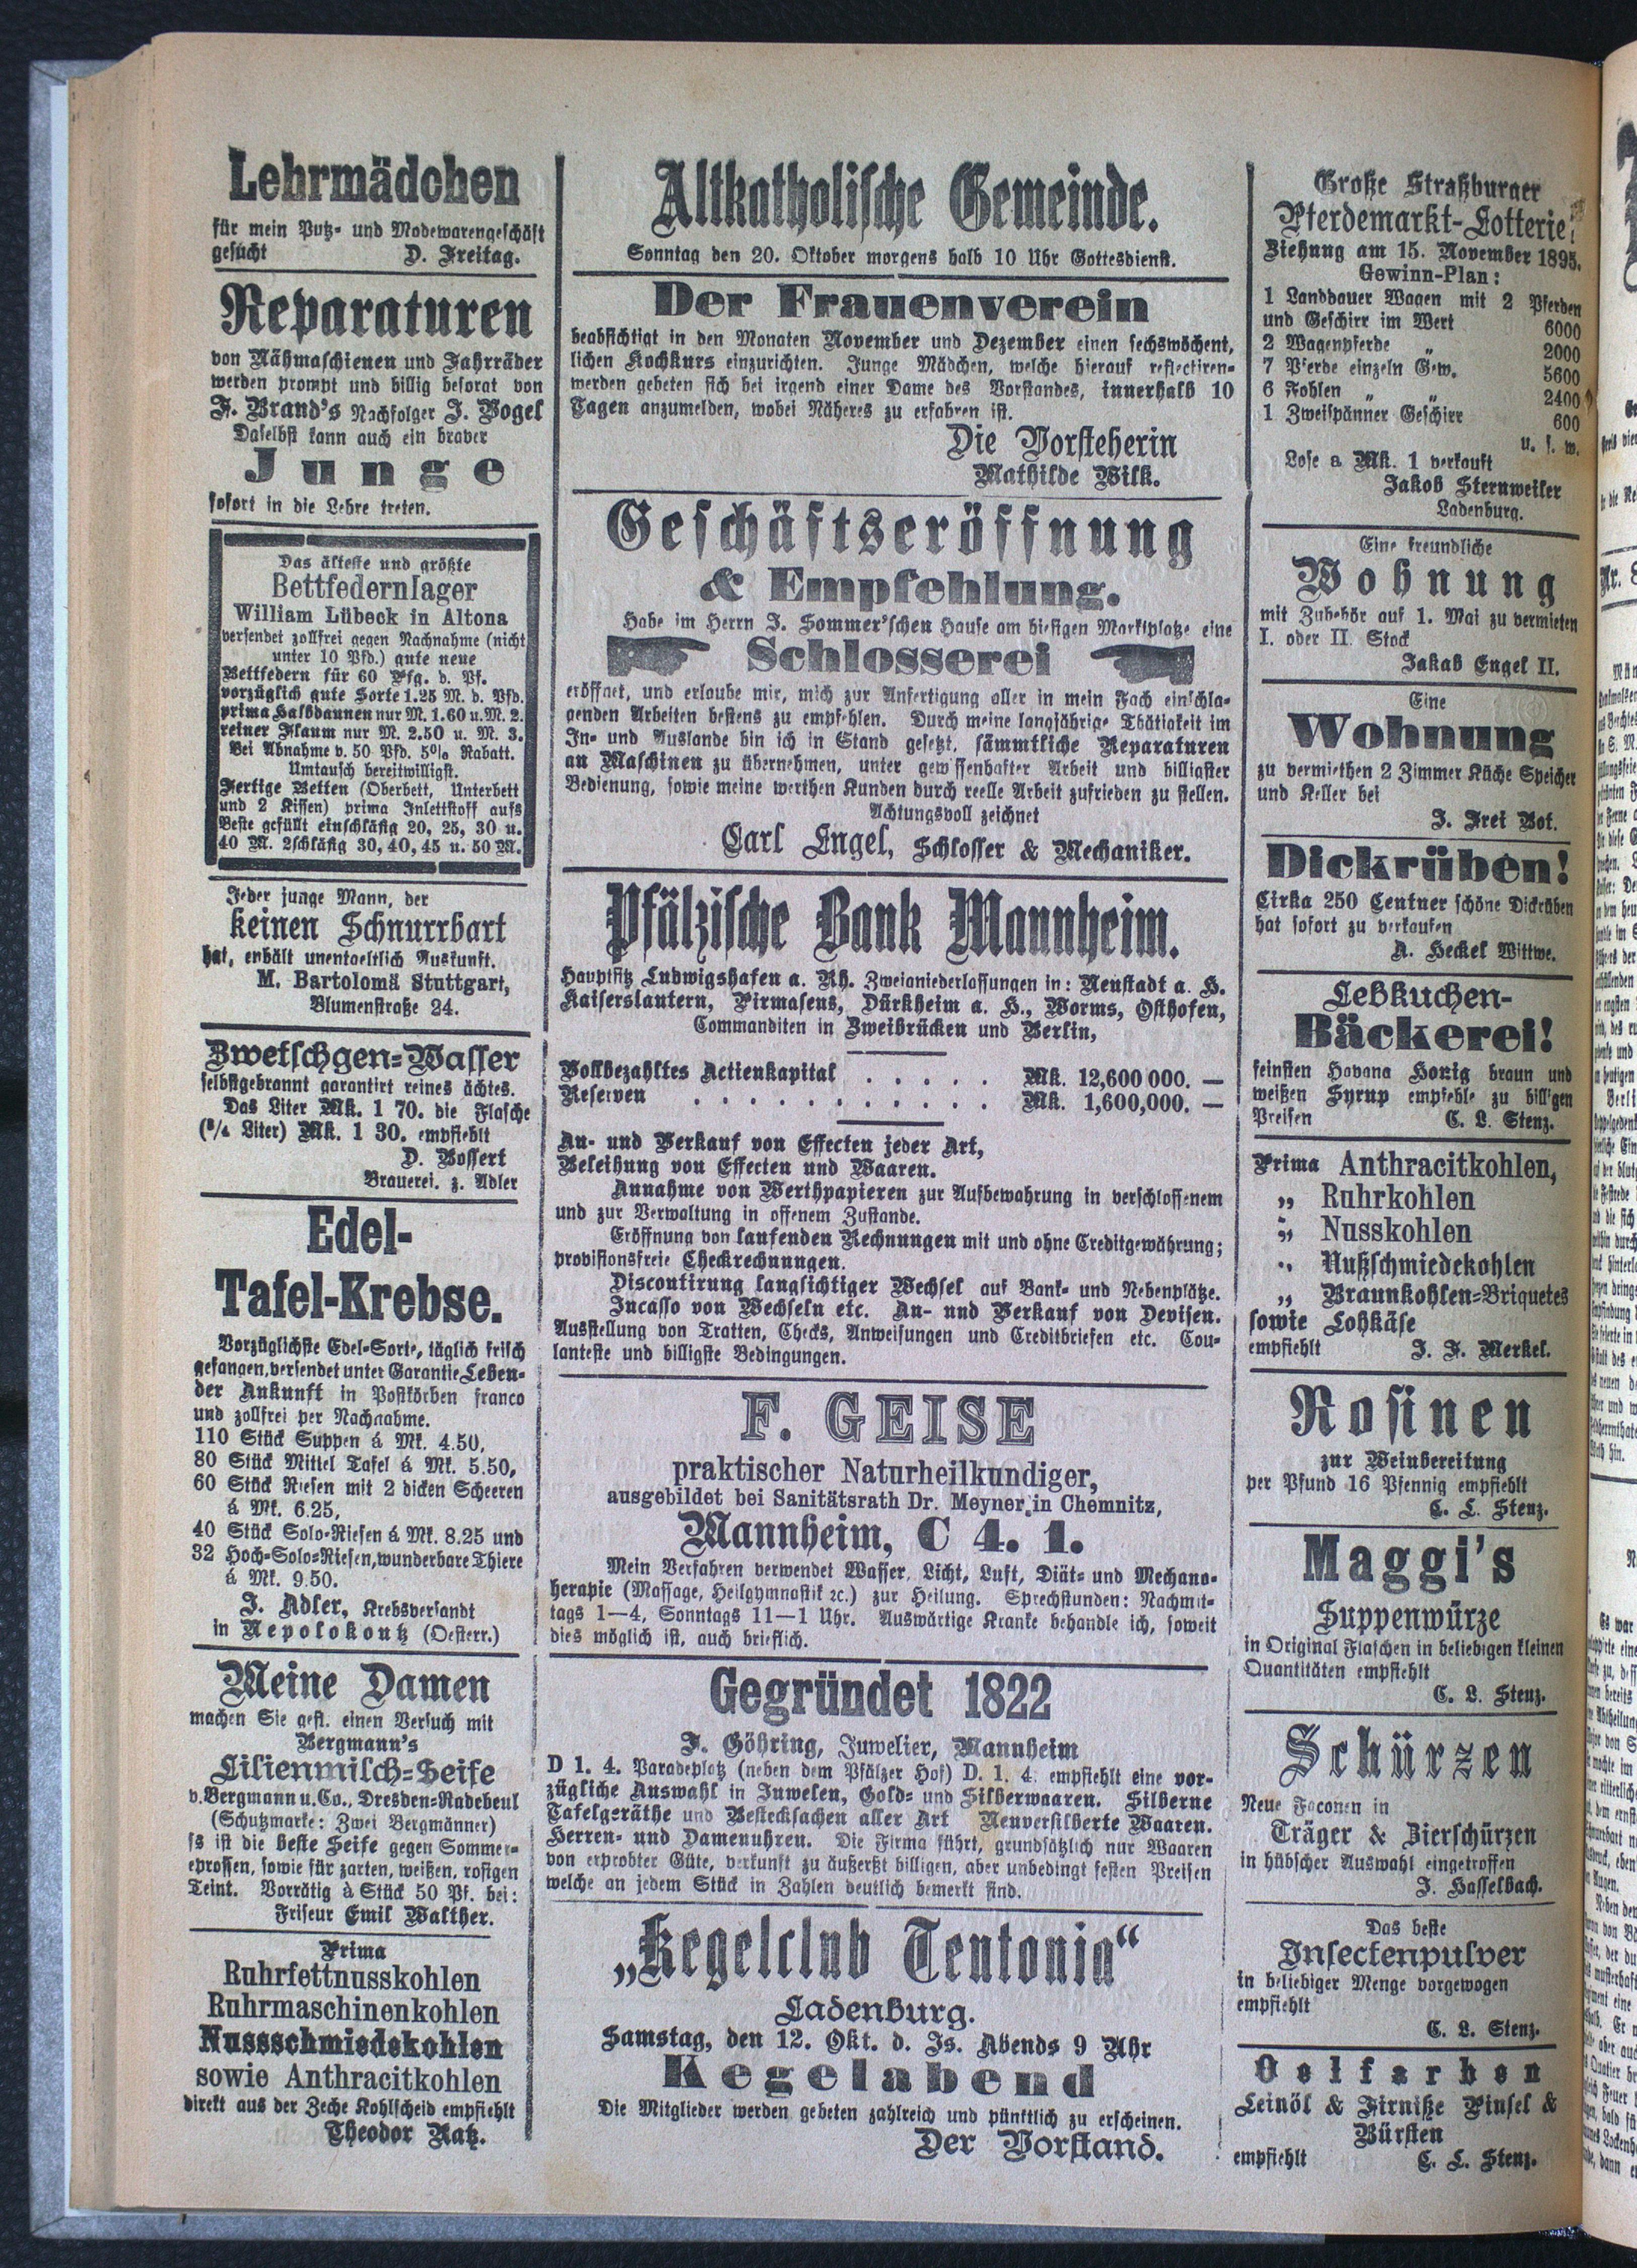 Lehrmädchen
für mein Putz- und Modewarengeschäft
gesucht D. Freitag.
Reparaturen
von Nähmaschienen und Fahrräder
werden prompt und billig besorgt von
F. Brand's Nachfolger J. Vogel
Daselbst kann auch ein braver
Junge
sofort in die Lehre treten.
Das älteste und größte
Bettfedernlager
William Lübeck in Altona
versendet zollfrei gegen Nachnahme (nicht
unter 10 Pfd.) gute neue
Bettfedern für 60 Pfg. d. Pf.
vorzüglich gute Sorte 1.25 M. d. Pfd.
prima Halbdaunen nur M. 1.60 u. M. 2.
reiner Flaum nur M. 2.50 u. M. 3.
Bei Abnahme v. 50 Pfd. 5% Rabatt.
Umtausch bereitwilligst.
Fertige Betten (Oberbett, Unterbett
und 2 Kissen) prima Inlettstoff aufs
Beste gefüllt einschläfig 20, 25, 30 u.
40 M. 2schläfig 30, 40, 45 u. 50 M.
Jeder junge Mann, der
keinen Schnurrbart
hat, enbält unentgeltlich Auskunft.
M. Bartolomä Stuttgart,
Blumenstraße 24.
Zwetschgen=Wasser
selbstgebrannt garantirt reines ächtes.
Das Liter Mk. 1 70. die Flasche
(¾ Liter) Mk. 1 30. empfiehlt
D. Bossert
Brauerei. z. Adler
Edel-
Tafel-Krebse.
Vorzüglichste Edel-Sorte, täglich frisch
gefangen, versendet unter Garantie Leben-
der Ankunft in Postkörben franco
und zollfrei per Nachnahme.
110 Stück Suppen á Mk. 4.50,
80 Stück Mittel Tafel á Mk. 5.50,
60 Stück Riesen mit 2 dicken Scheeren
á Mk. 6.25,
40 Stück Solo-Riesen á Mk. 8.25 und
32 Hoch=Solo=Riesen, wunderbare Thiere
á Mk. 9.50.
J. Adler, Krebsversandt
in Nepolokoutz (Oesterr.)
Meine Damen
machen Sie gefl. einen Versuch mit
Bergmann's
Lilienmilch=Seife
v. Bergmann u. Co., Dresden=Radebeul
(Schutzmarke: Zwei Bergmänner)
ss ist die beste Seife gegen Sommer=
eprossen, sowie für zarten, weißen, rosigen
Teint. Vorrätig à Stück 50 Pf. bei:
Friseur Emil Walther.
Prima
Ruhrfettnusskohlen
Ruhrmaschinenkohlen
Nussschmiedekohlen
sowie Anthracitkohlen
direkt aus der Zeche Kohlscheid empfiehlt
Theodor Ratz.
Altkatholische Gemeinde.
Sonntag den 20. Oktober morgens halb 10 Uhr Gottesdienst.
Der Frauenverein
beabsichtigt in den Monaten November und Dezember einen sechswöchent,
lichen Kochkurs einzurichten. Junge Mädchen, welche hierauf reflectiren=
werden gebeten sich bei irgend einer Dame des Vorstandes, innerhalb 10
Tagen anzumelden, wobei Näheres zu erfahren ist.
Die Vorsteherin
Mathilde Wilk.
Geschäftseröffnung
& Empfehlung.
Habe im Herrn J. Sommer'schen Hause am hiesigen Marktplatze eine
Schlosserei
eröffnet, und erlaube mir, mich zur Anfertigung aller in mein Fach einschla=
genden Arbeiten bestens zu empfehlen. Durch meine langjährige Thätigkeit im
In- und Auslande bin ich in Stand gesetzt, sämmtliche Reparaturen
an Maschinen zu übernehmen, unter gewissenhafter Arbeit und billigster
Bedienung, sowie meine werthen Kunden durch reelle Arbeit zufrieden zu stellen.
Achtungsvoll zeichnet
Carl Engel, Schlosser & Mechaniker.
Pfälzische Bank Mannheim.
Hauptsitz Ludwigshafen a. Rh. Zweigniederlassungen in: Neustadt a. H.
Kaiserslautern, Pirmasens, Dürkheim a. H., Worms, Osthofen,
Commanditen in Zweibrücken und Berlin,
Vollbezahltes Actienkapital . . . . . Mk. 12,600 000. —
Reserven . . . . . . . . . . . Mk. 1,600,000. —
An- und Verkauf von Effecten jeder Art,
Beleihung von Effecten und Waaren.
Annahme von Werthpapieren zur Aufbewahrung in verschlossenem
und zur Verwaltung in offenem Zustande.
Eröffnung von laufenden Rechnungen mit und ohne Creditgewährung;
provisionsfreie Checkrechnungen.
Discontirung langsichtiger Wechsel auf Bank- und Nebenplätze.
Incasso von Wechseln etc. An- und Verkauf von Devisen.
Ausstellung von Tratten, Checks, Anweisungen und Creditbriefen etc. Cou-
lanteste und billigste Bedingungen.
F. GEISE
praktischer Naturheilkundiger,
ausgebildet bei Sanitätsrath Dr. Meyner in Chemnitz,
Mannheim, C 4. 1.
Mein Verfahren verwendet Wasser, Licht, Luft, Diät= und Mechano=
herapie (Massage, Heilgymnastik ꝛc.) zur Heilung. Sprechstunden: Nachmit=
tags 1—4, Sonntags 11—1 Uhr. Auswärtige Kranke behandle ich, soweit
dies möglich ist, auch brieflich.
Gegründet 1822
F. Göhring, Juwelier, Mannheim
D 1. 4. Paradeplatz (neben dem Pfälzer Hof) D. 1. 4. empfiehlt eine vor-
zügliche Auswahl in Juwelen, Gold= und Silberwaaren. Silberne
Tafelgeräthe und Bestecksachen aller Art Neuversilberte Waaren.
Herren= und Damenuhren. Die Firma führt, grundsätzlich nur Waaren
von erprobter Güte, verkunft zu äußerßt billigen, aber unbedingt festen Preisen
welche an jedem Stück in Zahlen deutlich bemerkt sind.
„Kegelclub Teutonia“
Ladenburg.
Samstag, den 12. Okt. d. Js. Abends 9 Uhr
Kegelabend
Die Mitglieder werden gebeten zahlreich und pünktlich zu erscheinen.
Der Vorstand.
Große Straßburger
Pferdemarkt-Lotterie
Ziehung am 15. November 1895.
Gewinn-Plan:
1 Landbauer Wagen mit 2 Pferden
und Geschirr im Wert 6000
2 Wagenpferde „ 2000
7 Pferde einzeln Gew. 5600
6 Fohlen „ „ 2400
1 Zweispänner Geschirr 600
u. s. w.
Lose a Mk. 1 verkauft
Jakob Sternweiler
Ladenburg.
Eine freundliche
Wohnung
mit Zubehör auf 1. Mai zu vermieten
I. oder II. Stock
Jakab Engel II.
Eine
Wohnung
zu vermiethen 2 Zimmer Küche Speicher
und Keller bei
J. Frei Bot.
Dickrüben!
Cirka 250 Centner schöne Dickrüben
hat sofort zu verkaufen
A. Heckel Wittwe.
Lebkuchen-
Bäckerei!
feinsten Havana Honig braun und
weißen Syrup empfehle zu billigen
Preisen C. L. Stenz.
Prima Anthracitkohlen,
„ Ruhrkohlen
„ Nusskohlen
„ Nußschmiedekohlen
„ Braunkohlen=Briquetes
sowie Lohkäse
empfiehlt J. F. Merkel.
Rosinen
zur Weinbereitung
per Pfund 16 Pfennig empfiehlt
C. L. Stenz.
Maggi's
Suppenwürze
in Original Flaschen in beliebigen kleinen
Quantitäten empfiehlt
C. L. Stenz.
Schürzen
Neue Faconen in
Träger & Zierschürzen
in hübscher Auswahl eingetroffen
J. Hasselbach.
Das beste
Insectenpulver
in beliebiger Menge vorgewogen
empfiehlt
C. L. Stenz.
Oelfarben
Leinöl & Firniße Pinsel &
Bürsten
empfiehlt C. L. Stenz.